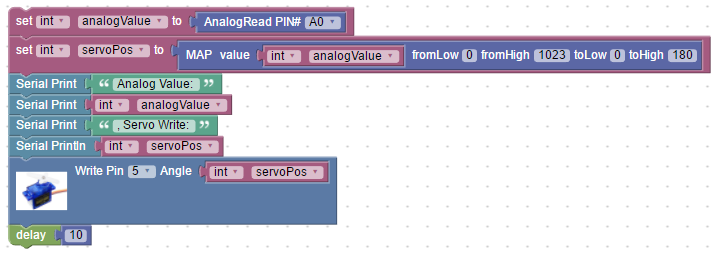 set int analogValue to AnalogRead PIN# A0
set int servoPos to MAP value int analogValue fromLow 0 fromHigh 1023 toLow 0 toHigh 180
Serial Print “ Analog Value: ”
Serial Print int analogValue
Serial Print “ , Servo Write: ”
Serial Println int servoPos
Write Pin 5 Angle int servoPos
delay 10